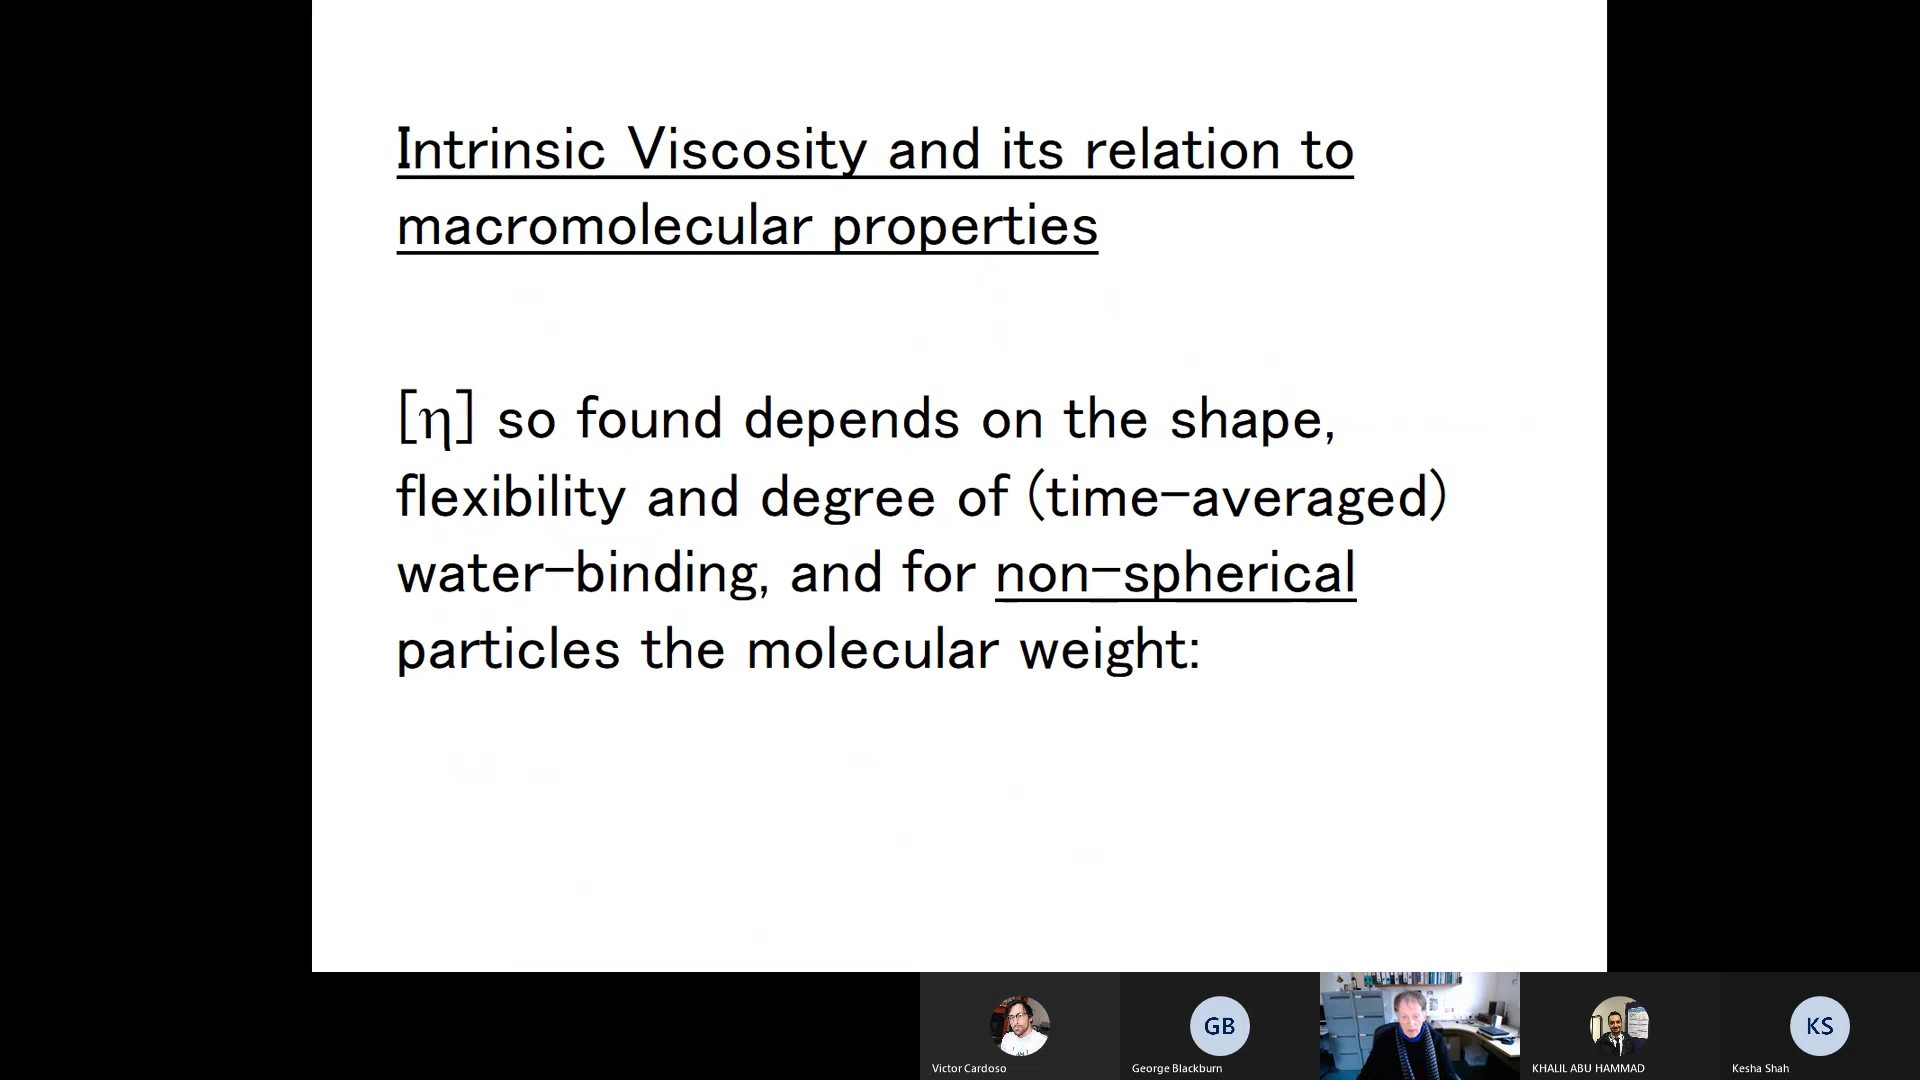 Intrinsic Viscosity and its relation to
macromolecular properties
[η] so found depends on the shape,
flexibility and degree of (time-averaged)
water-binding, and for non-spherical
particles the molecular weight:
GB
KS
Victor Cardoso
George Blackburn
KHALIL ABU HAMMAD
Kesha Shah